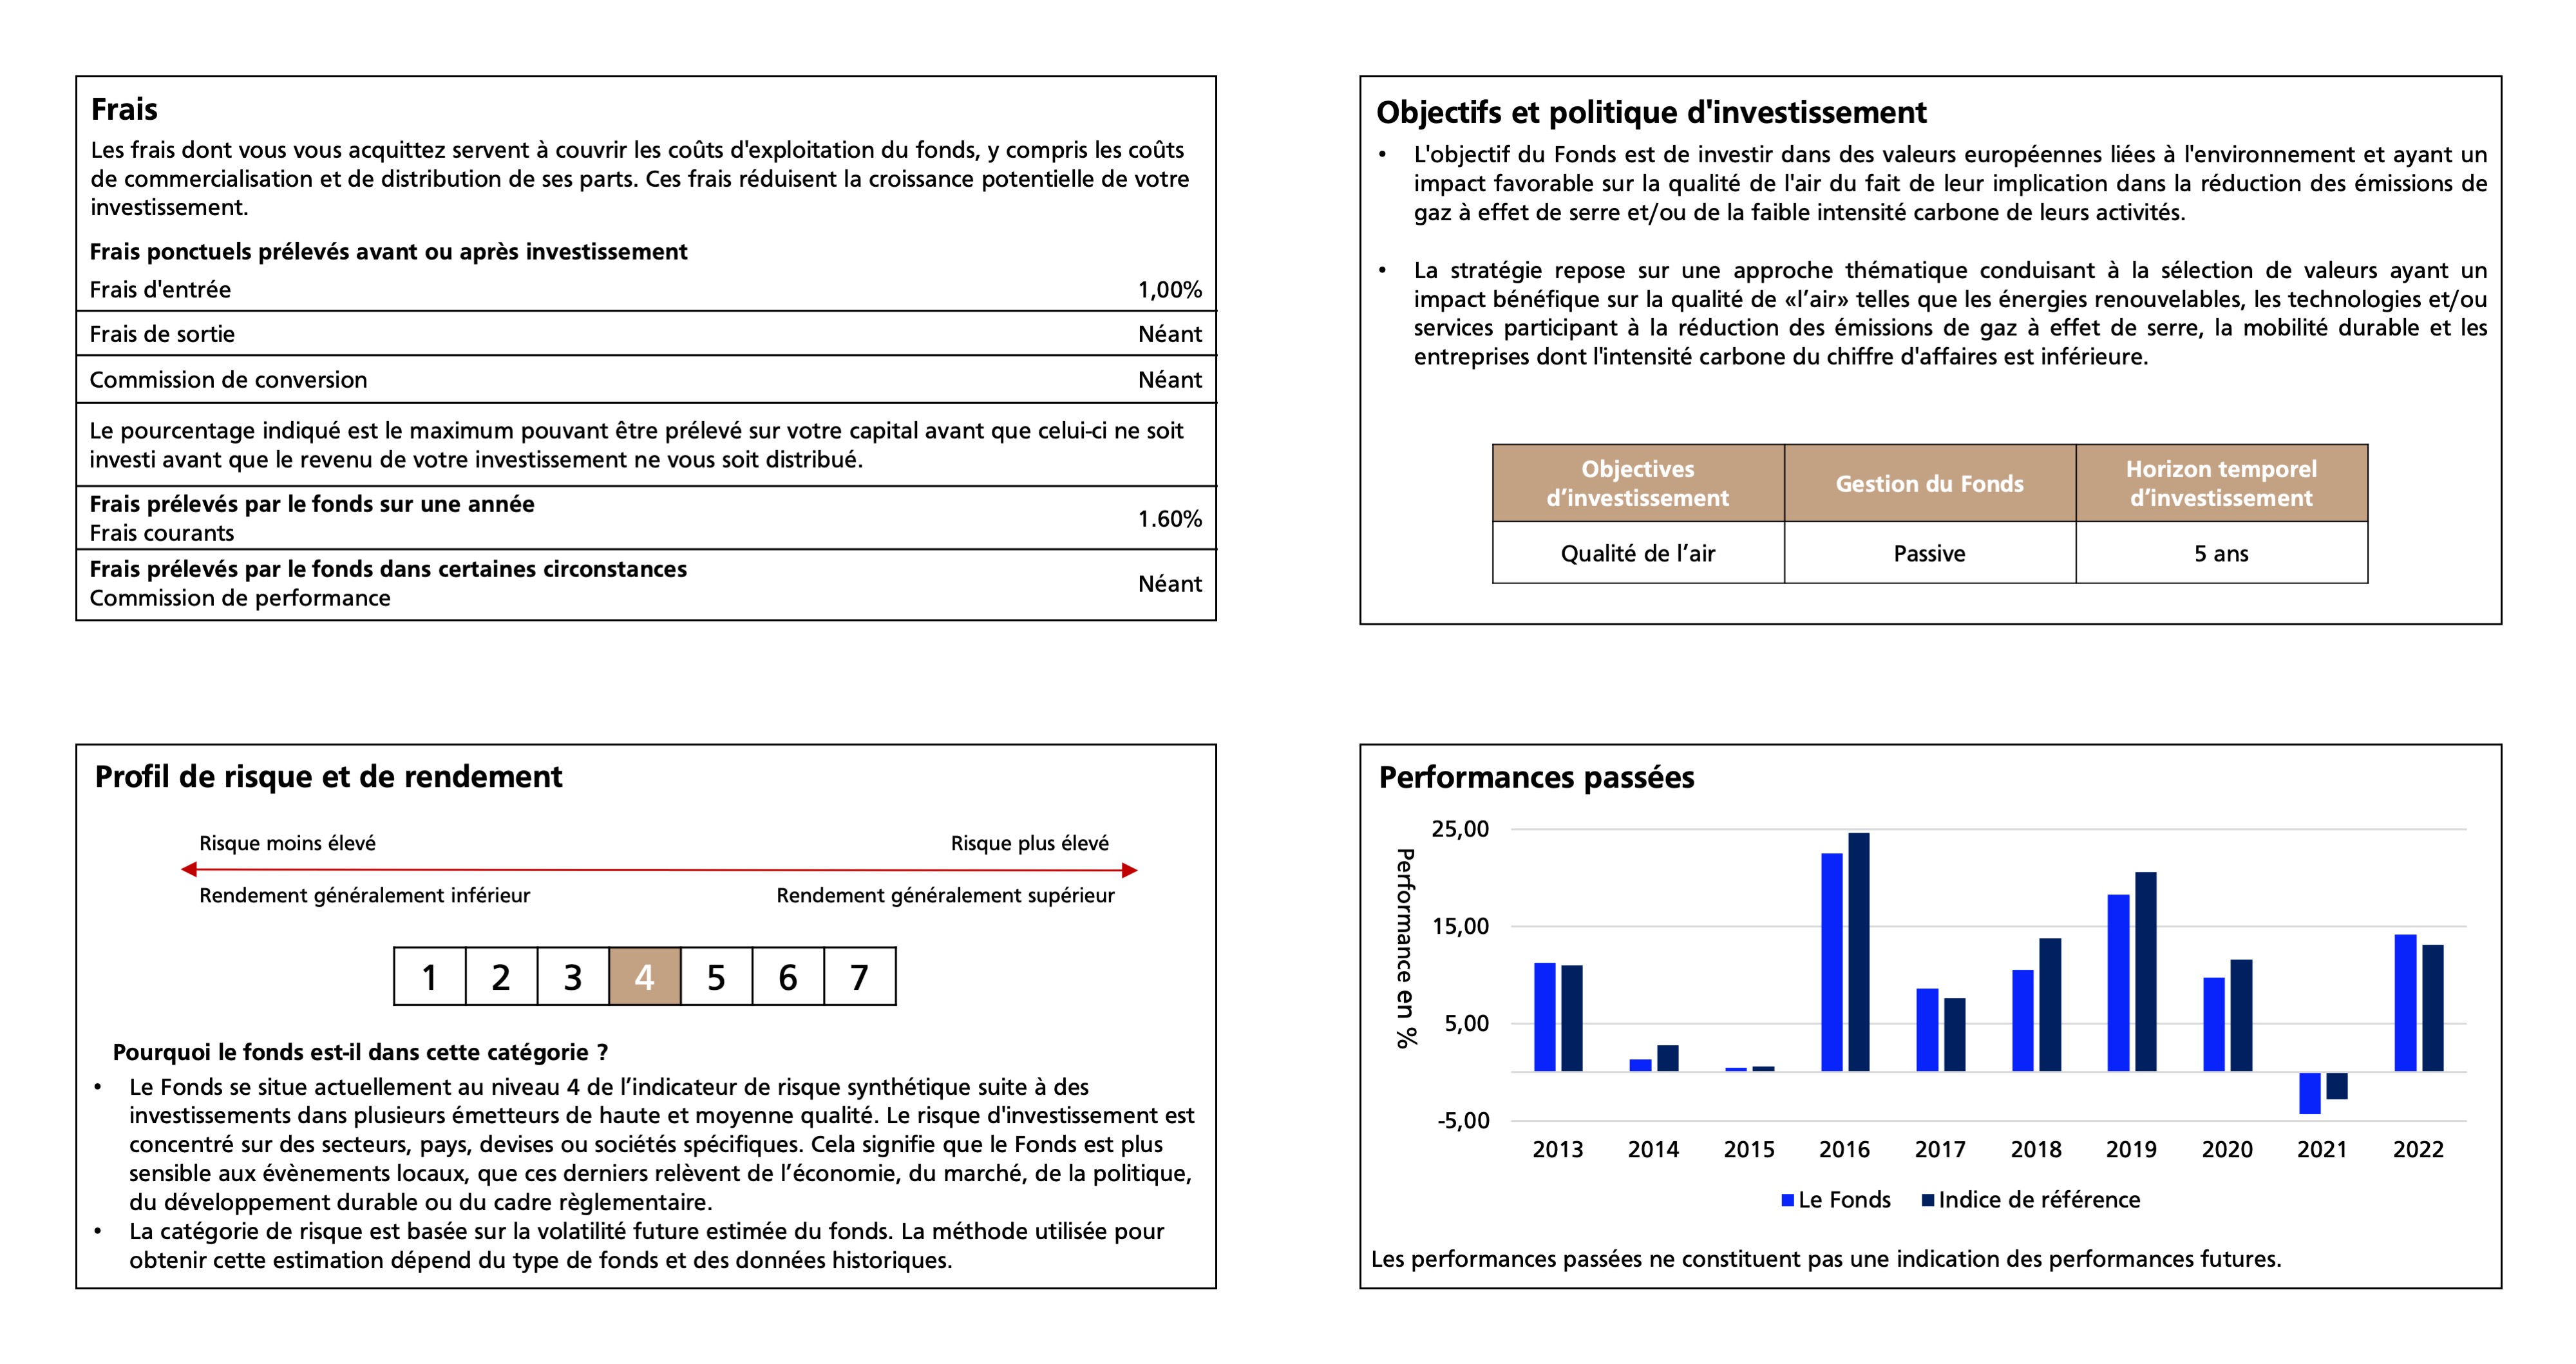 Frais
Les frais dont vous vous acquittez servent à couvrir les coûts d'exploitation du fonds, y compris les coûts
de commercialisation et de distribution de ses parts. Ces frais réduisent la croissance potentielle de votre
investissement.
Frais ponctuels prélevés avant ou après investissement
Frais d'entrée 1,00%
Frais de sortie Néant
Commission de conversion Néant
Le pourcentage indiqué est le maximum pouvant être prélevé sur votre capital avant que celui-ci ne soit
investi avant que le revenu de votre investissement ne vous soit distribué.
Frais prélevés par le fonds sur une année
Frais courants 1.60%
Frais prélevés par le fonds dans certaines circonstances
Commission de performance Néant
Objectifs et politique d'investissement
• L'objectif du Fonds est de investir dans des valeurs européennes liées à l'environnement et ayant un
impact favorable sur la qualité de l'air du fait de leur implication dans la réduction des émissions de
gaz à effet de serre et/ou de la faible intensité carbone de leurs activités.
• La stratégie repose sur une approche thématique conduisant à la sélection de valeurs ayant un
impact bénéfique sur la qualité de «l’air» telles que les énergies renouvelables, les technologies et/ou
services participant à la réduction des émissions de gaz à effet de serre, la mobilité durable et les
entreprises dont l'intensité carbone du chiffre d'affaires est inférieure.
Objectives d’investissement
Gestion du Fonds
Horizon temporel d’investissement
Qualité de l’air Passive 5 ans
Profil de risque et de rendement
Risque moins élevé Risque plus élevé
Rendement généralement inférieur Rendement généralement supérieur
1 2 3 4 5 6 7
Pourquoi le fonds est-il dans cette catégorie ?
• Le Fonds se situe actuellement au niveau 4 de l’indicateur de risque synthétique suite à des
investissements dans plusieurs émetteurs de haute et moyenne qualité. Le risque d'investissement est
concentré sur des secteurs, pays, devises ou sociétés spécifiques. Cela signifie que le Fonds est plus
sensible aux évènements locaux, que ces derniers relèvent de l’économie, du marché, de la politique,
du développement durable ou du cadre règlementaire.
• La catégorie de risque est basée sur la volatilité future estimée du fonds. La méthode utilisée pour
obtenir cette estimation dépend du type de fonds et des données historiques.
Performances passées
Performance en %
25,00
15,00
5,00
-5,00
2013 2014 2015 2016 2017 2018 2019 2020 2021 2022
Le Fonds Indice de référence
Les performances passées ne constituent pas une indication des performances futures.